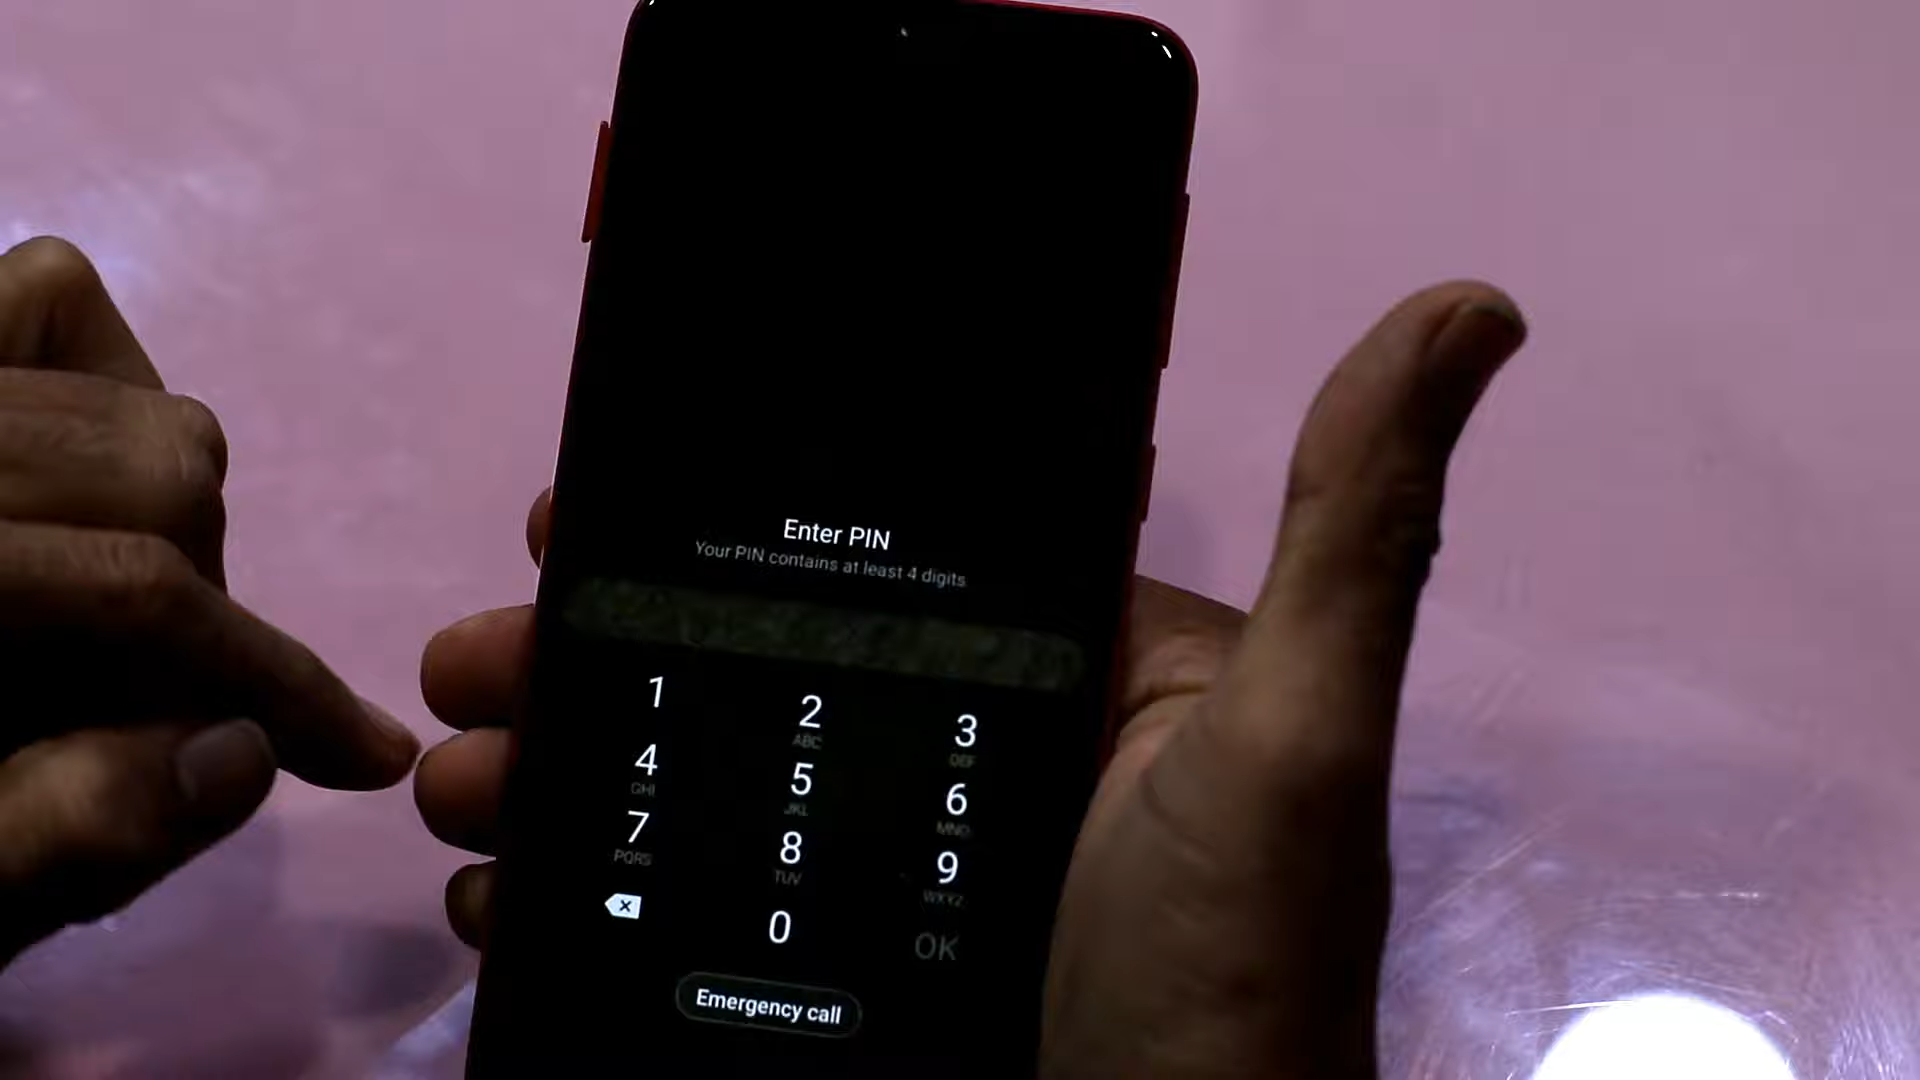 Enter PIN
Your PIN contains at least 4 digits
1 2 3
ABC DEF
4 5 6
GHI JKL MNO
7 8 9
PQRS TUV WXYZ
0 OK
Emergency call